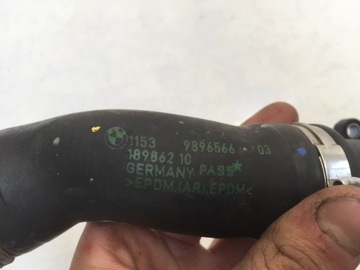 1153 9896566 03
189862 10
GERMANY PASS*
>EPDM,(AR),EPDM<